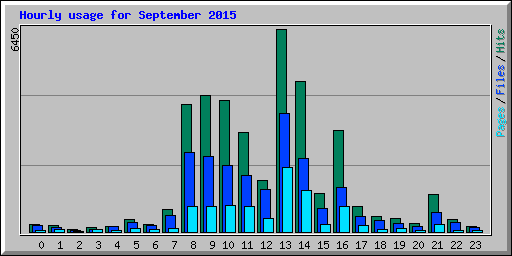 Hourly usage for September 2015
6450
Pages/Files/Hits
0 1 2 3 4 5 6 7 8 9 10 11 12 13 14 15 16 17 18 19 20 21 22 23